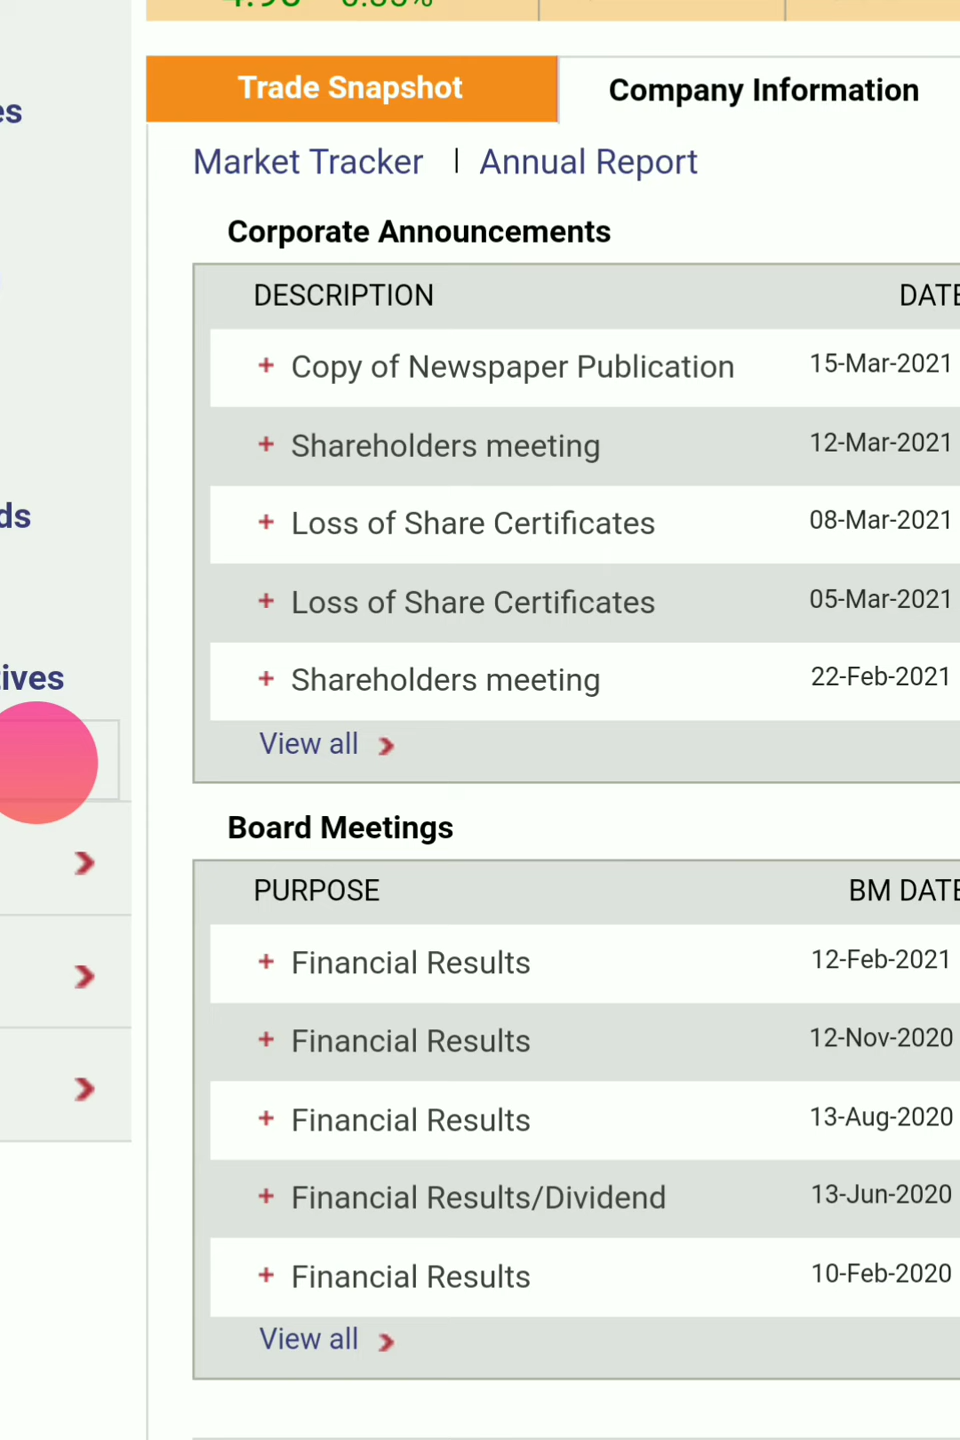 Trade Snapshot
Company Information
Market Tracker | Annual Report
Corporate Announcements
DESCRIPTION DATE
+ Copy of Newspaper Publication 15-Mar-2021
+ Shareholders meeting 12-Mar-2021
+ Loss of Share Certificates 08-Mar-2021
+ Loss of Share Certificates 05-Mar-2021
+ Shareholders meeting 22-Feb-2021
View all
Board Meetings
PURPOSE BM DATE
+ Financial Results 12-Feb-2021
+ Financial Results 12-Nov-2020
+ Financial Results 13-Aug-2020
+ Financial Results/Dividend 13-Jun-2020
+ Financial Results 10-Feb-2020
View all